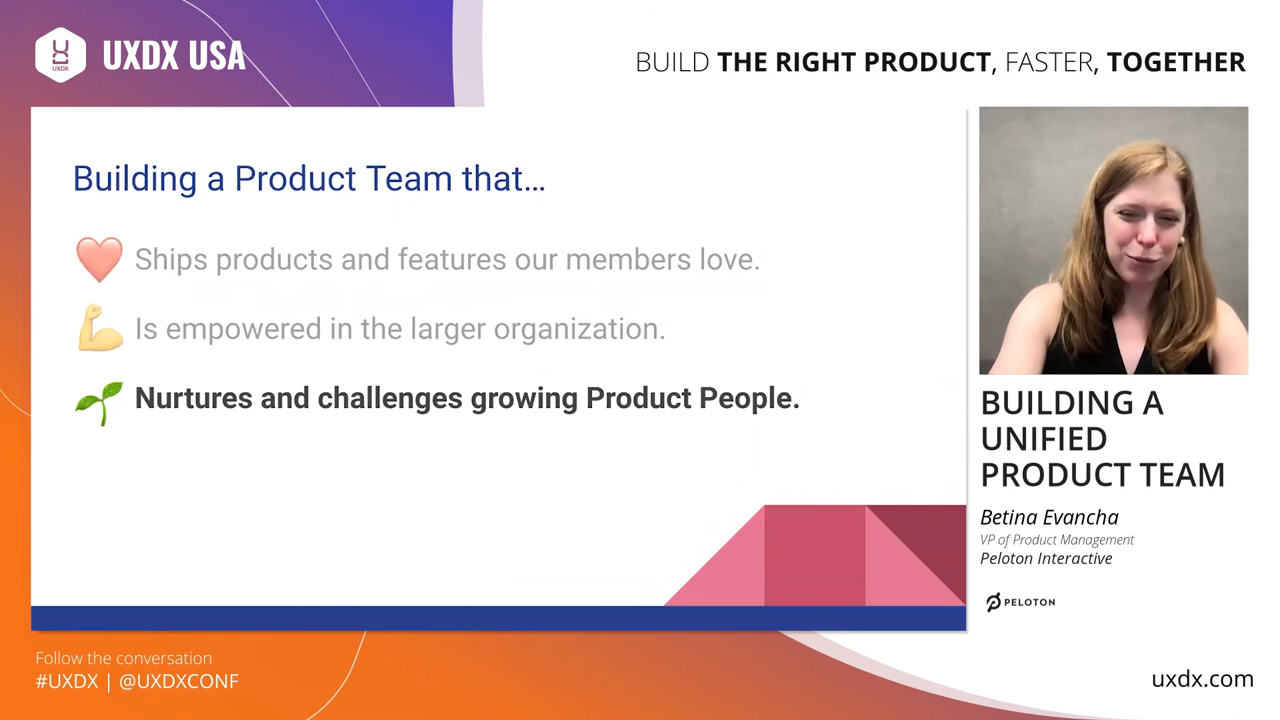 UXDX
UXDX USA
BUILD THE RIGHT PRODUCT, FASTER, TOGETHER
Building a Product Team that...
Ships products and features our members love.
Is empowered in the larger organization.
Nurtures and challenges growing Product People.
BUILDING A
UNIFIED
PRODUCT TEAM
Betina Evancha
VP of Product Management
Peloton Interactive
PELOTON
Follow the conversation
#UXDX | @UXDXCONF
uxdx.com